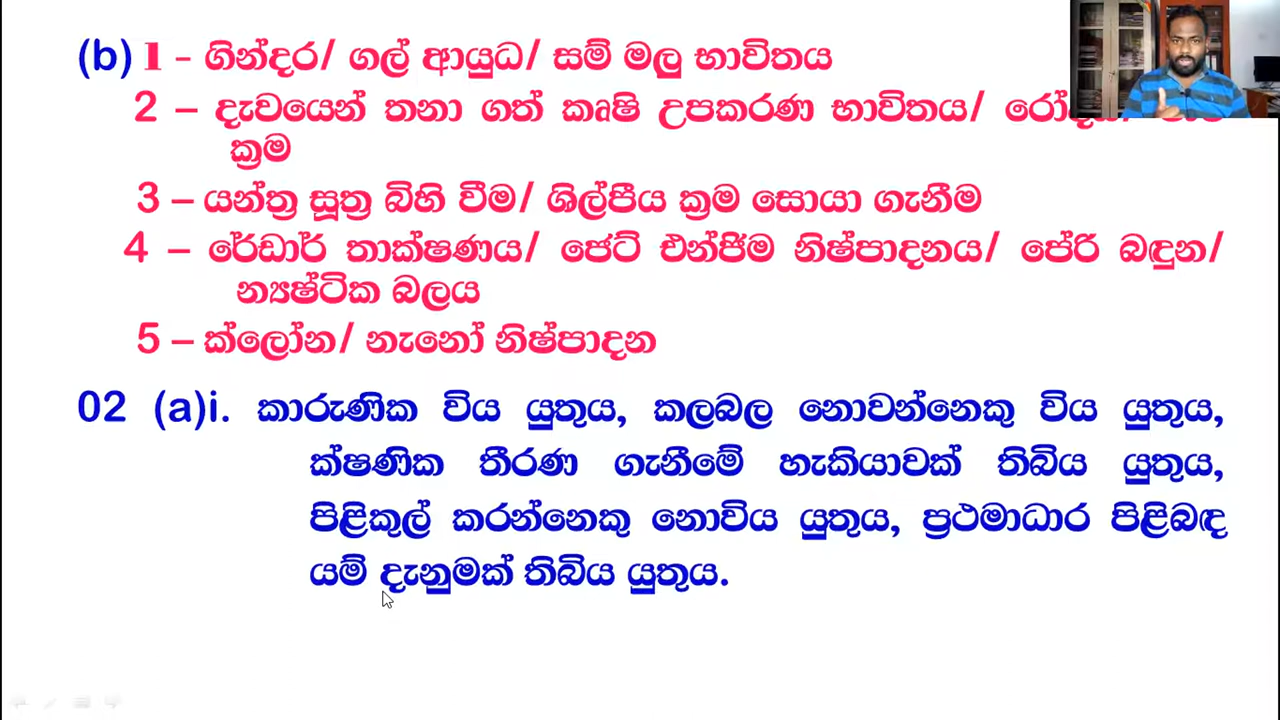 (b) 1 - ගින්දර/ ගල් ආයුධ/ සම් මලු භාවිතය
2 – දැවයෙන් තනා ගත් කෘෂි උපකරණ භාවිතය/
ක්‍රම
3 – යන්ත්‍ර සූත්‍ර බිහි වීම/ ශිල්පීය ක්‍රම සොයා ගැනීම
4 – රේඩාර් තාක්ෂණය/ ජෙට් එන්ජිම නිෂ්පාදනය/ පේරි බඳුන/
න්‍යෂ්ටික බලය
5 – ක්ලෝන/ නැනෝ නිෂ්පාදන
02 (a)i. කාරුණික විය යුතුය, කලබල නොවන්නෙකු විය යුතුය,
ක්ෂණික තීරණ ගැනීමේ හැකියාවක් තිබිය යුතුය,
පිළිකුල් කරන්නෙකු නොවිය යුතුය, ප්‍රථමාධාර පිළිබඳ
යම් දැනුමක් තිබිය යුතුය.